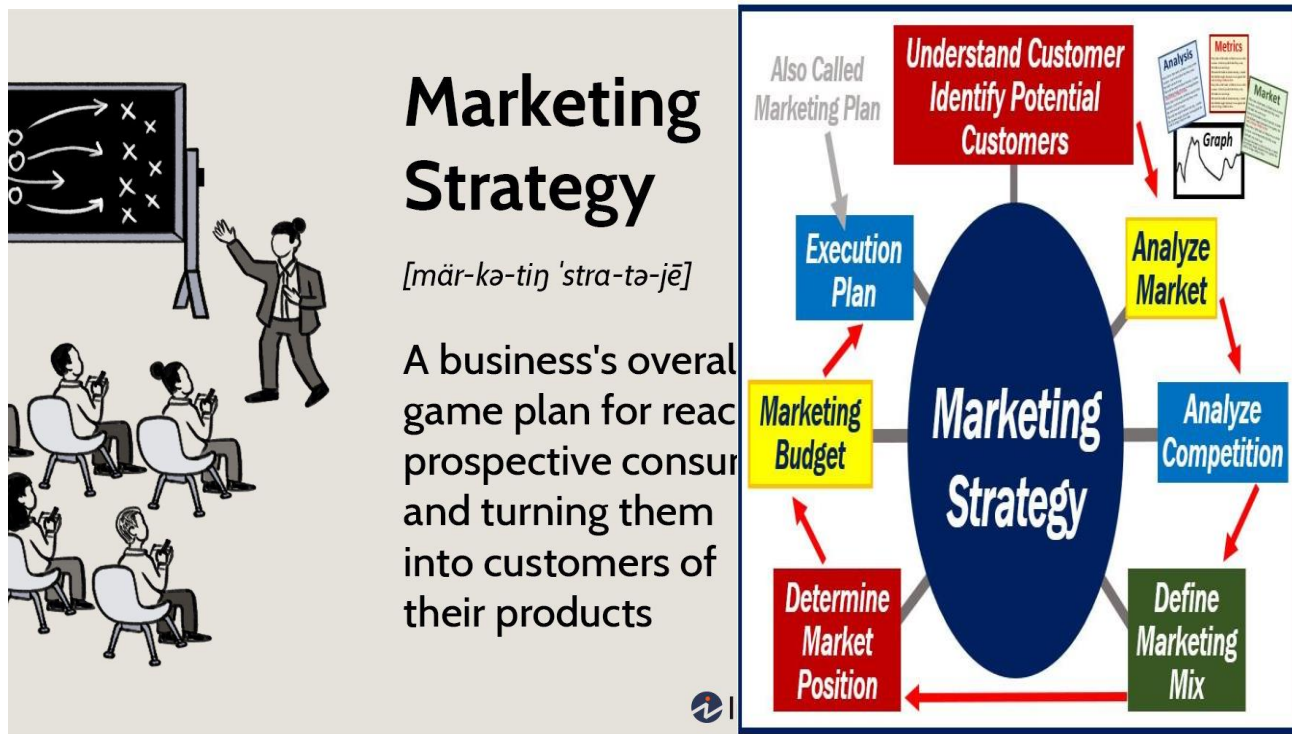 Marketing
Strategy
[mär-kə-tiŋ ˈstra-tə-jē]
A business's overal
game plan for reac
prospective consu
and turning them
into customers of
their products
Also Called
Marketing Plan
Understand Customer
Identify Potential
Customers
Analysis
Metrics
Market
Graph
Execution
Plan
Analyze
Market
Marketing
Budget
Marketing
Strategy
Analyze
Competition
Determine
Market
Position
Define
Marketing
Mix